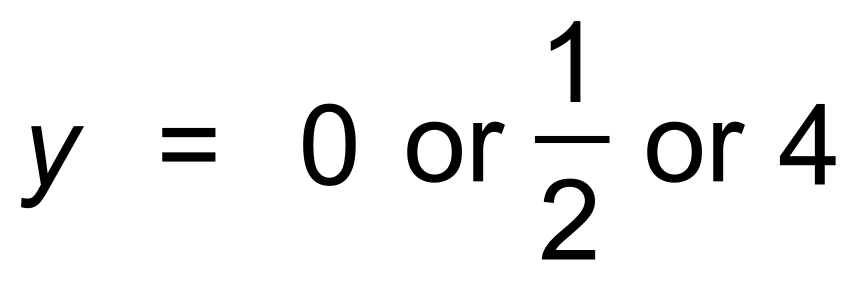 y = 0 or 1/2 or 4